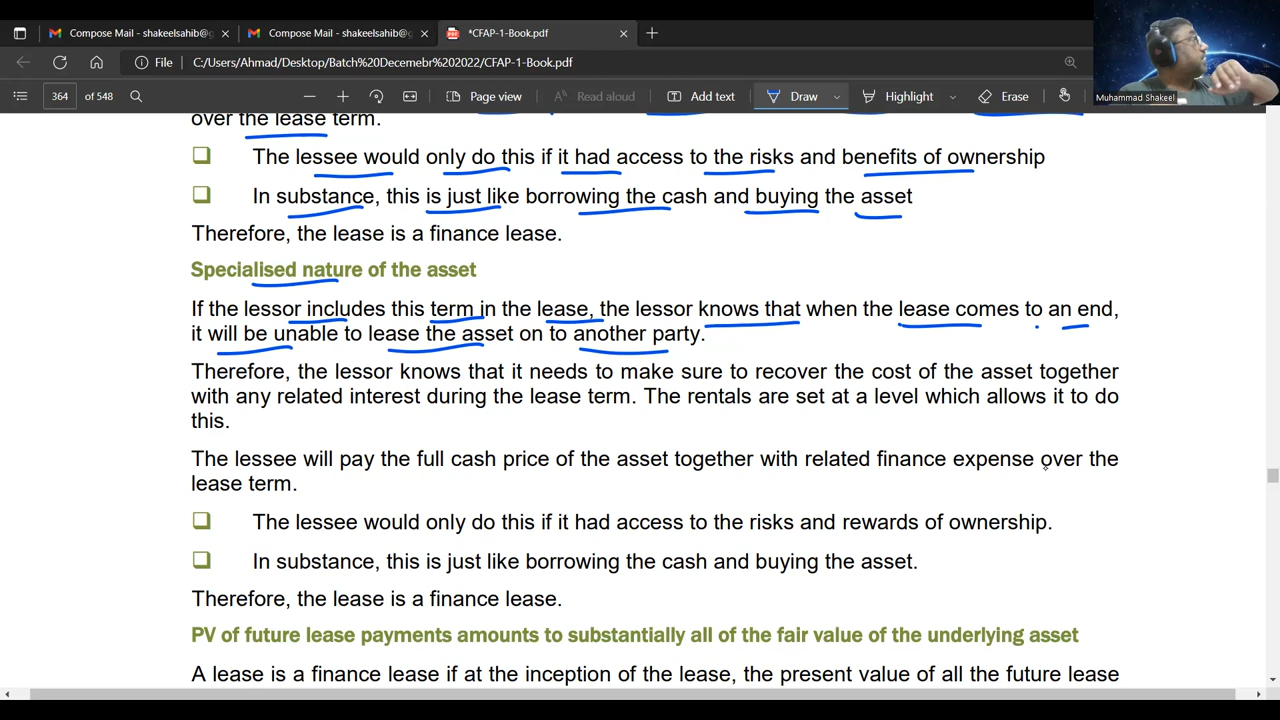 Compose Mail - shakeelsahib@g
Compose Mail - shakeelsahib@g
*CFAP-1-Book.pdf
File C:/Users/Ahmad/Desktop/Batch%20Decemebr%202022/CFAP-1-Book.pdf
364 of 548 Page view Read aloud Add text Draw Highlight Erase
Muhammad Shakeel
over the lease term.
The lessee would only do this if it had access to the risks and benefits of ownership
In substance, this is just like borrowing the cash and buying the asset
Therefore, the lease is a finance lease.
Specialised nature of the asset
If the lessor includes this term in the lease, the lessor knows that when the lease comes to an end,
it will be unable to lease the asset on to another party.
Therefore, the lessor knows that it needs to make sure to recover the cost of the asset together
with any related interest during the lease term. The rentals are set at a level which allows it to do
this.
The lessee will pay the full cash price of the asset together with related finance expense over the
lease term.
The lessee would only do this if it had access to the risks and rewards of ownership.
In substance, this is just like borrowing the cash and buying the asset.
Therefore, the lease is a finance lease.
PV of future lease payments amounts to substantially all of the fair value of the underlying asset
A lease is a finance lease if at the inception of the lease, the present value of all the future lease